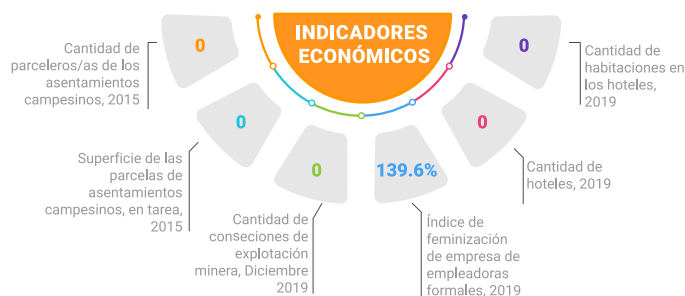 INDICADORES
ECONÓMICOS
0
Cantidad de
parceleros/as de los
asentamientos
campesinos, 2015
0
Superficie de las
parcelas de
asentamientos
campesinos, en tarea,
2015
0
Cantidad de
conseciones de
explotación
minera, Diciembre
2019
139.6%
Índice de
feminización
de empresa de
empleadoras
formales, 2019
0
Cantidad de
hoteles, 2019
0
Cantidad de
habitaciones en
los hoteles,
2019